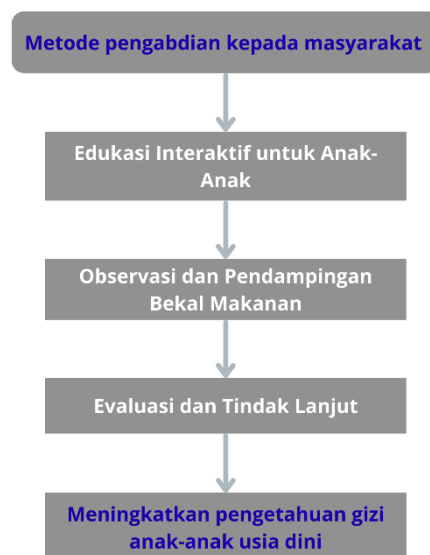 Metode pengabdian kepada masyarakat
Edukasi Interaktif untuk Anak-
Anak
Observasi dan Pendampingan
Bekal Makanan
Evaluasi dan Tindak Lanjut
Meningkatkan pengetahuan gizi
anak-anak usia dini